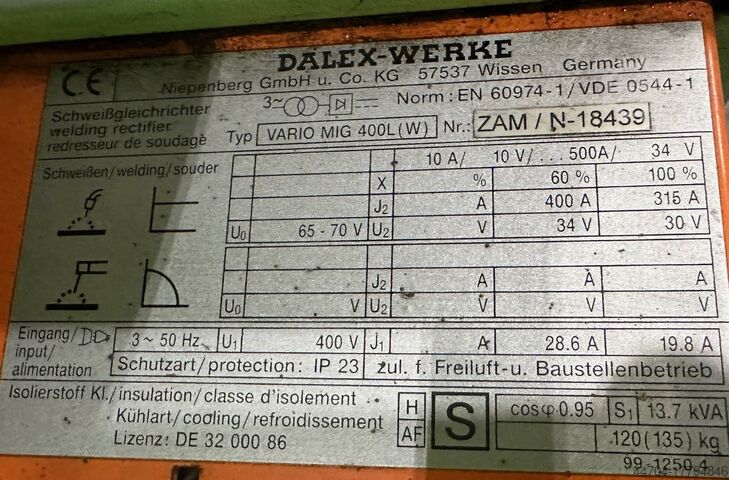 DALEX-WERKE
CE Niepenberg GmbH u. Co. KG 57537 Wissen Germany
Schweißgleichrichter 3~ Norm: EN 60974-1/VDE 0544-1
welding rectifier
redresseur de soudage Typ VARIO MIG 400L(W) Nr.: ZAM / N-18439
Schweißen/welding/souder 10 A/ 10 V/... 500A/ 34 V
X % 60 % 100 %
J2 A 400 A 315 A
U0 65 - 70 V U2 V 34 V 30 V
J2 A A A
U0 V U2 V V V
Eingang/
input/ 3~ 50 Hz U1 400 V J1 A 28.6 A 19.8 A
alimentation Schutzart/protection: IP 23 zul. f. Freiluft-u. Baustellenbetrieb
Isolierstoff Kl./insulation/classe d'isolement H S cosφ0.95 S1 13.7 kVA
Kühlart/cooling/refroidissement AF 120(135) kg
Lizenz: DE 32 000 86
99-1250.4